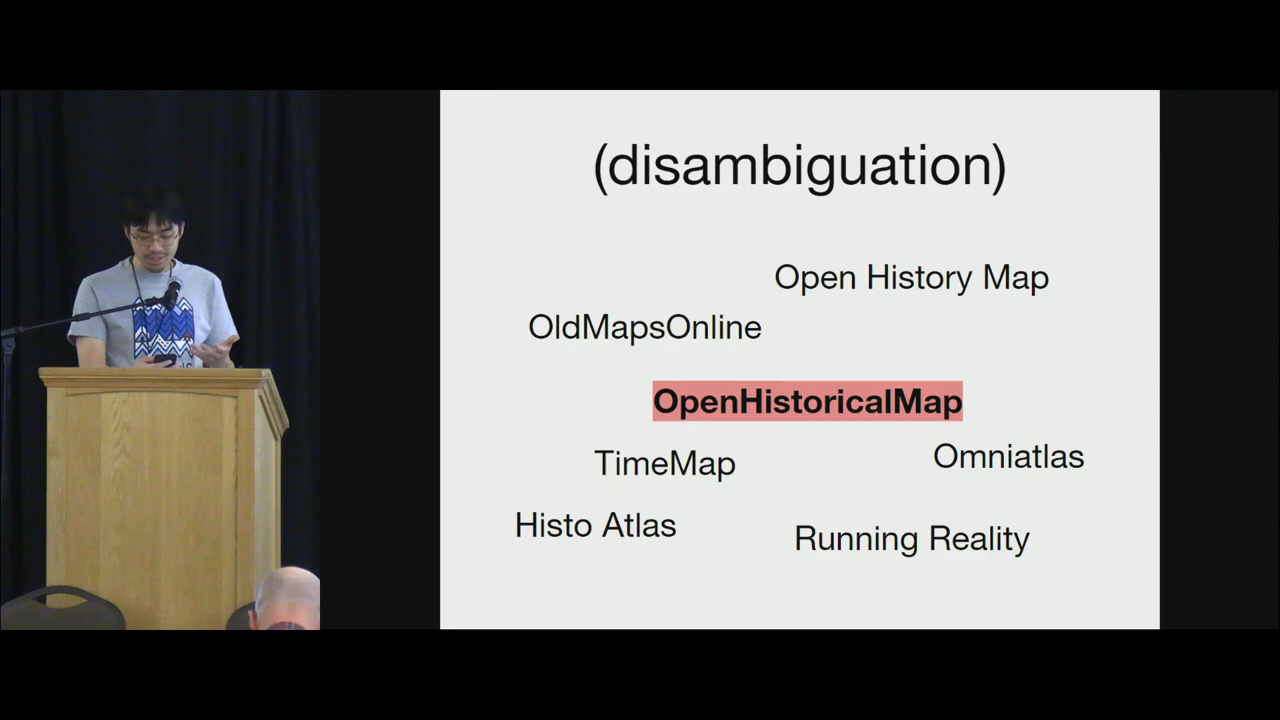 (disambiguation)
Open History Map
OldMapsOnline
OpenHistoricalMap
Omniatlas
TimeMap
Histo Atlas
Running Reality